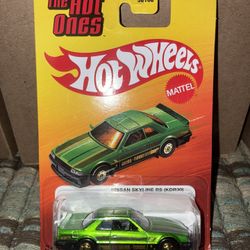 THE HOT
ONES
Hot Wheels
MATTEL
NISSAN SKYLINE RS (KDR30)